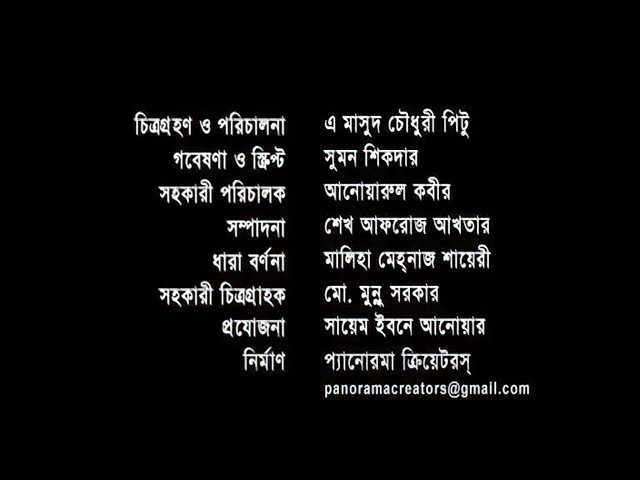 চিত্রগ্রহণ ও পরিচালনা এ মাসুদ চৌধুরী পিটু
গবেষণা ও স্ক্রিপ্ট সুমন শিকদার
সহকারী পরিচালক আনোয়ারুল কবীর
সম্পাদনা শেখ আফরোজ আখতার
ধারা বর্ণনা মালিহা মেহ্নাজ শায়েরী
সহকারী চিত্রগ্রাহক মো. মুন্নু সরকার
প্রযোজনা সায়েম ইবনে আনোয়ার
নির্মাণ প্যানোরমা ক্রিয়েটরস্
panoramacreators@gmail.com